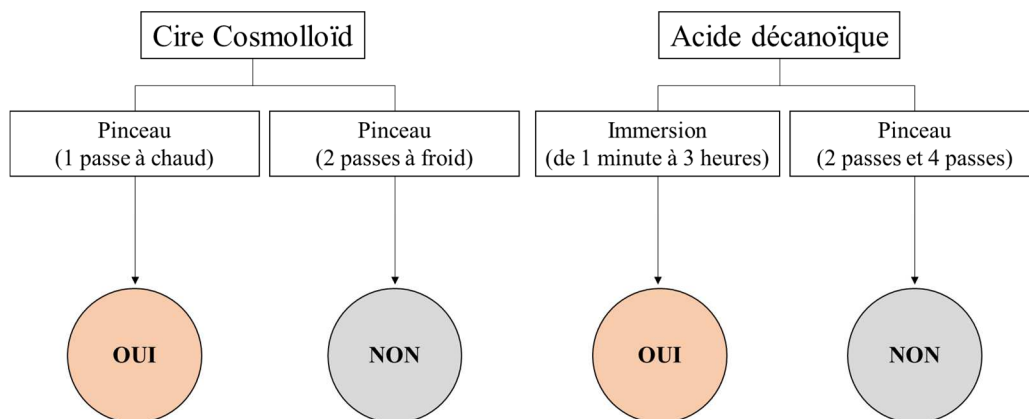 Cire Cosmolloïd
Acide décanoïque
Pinceau
(1 passe à chaud)
Pinceau
(2 passes à froid)
Immersion
(de 1 minute à 3 heures)
Pinceau
(2 passes et 4 passes)
OUI
NON
OUI
NON